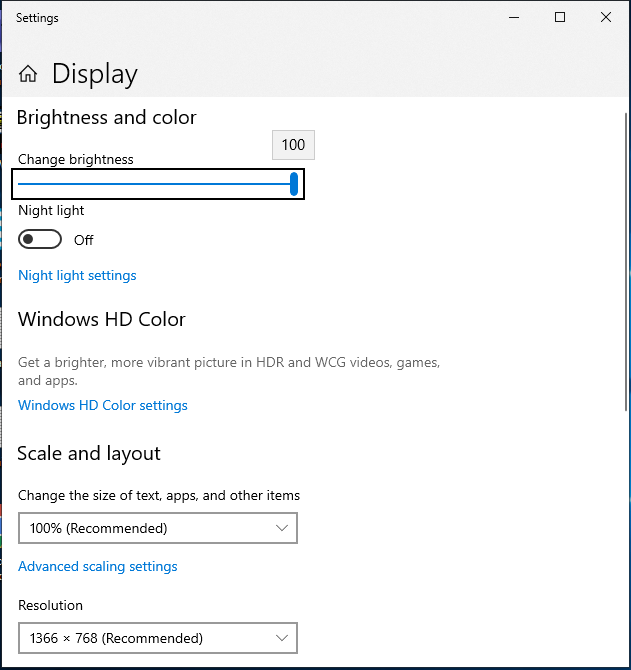 Settings
Display
Brightness and color
100
Change brightness
Night light
Off
Night light settings
Windows HD Color
Get a brighter, more vibrant picture in HDR and WCG videos, games,
and apps.
Windows HD Color settings
Scale and layout
Change the size of text, apps, and other items
100% (Recommended)
Advanced scaling settings
Resolution
1366 × 768 (Recommended)